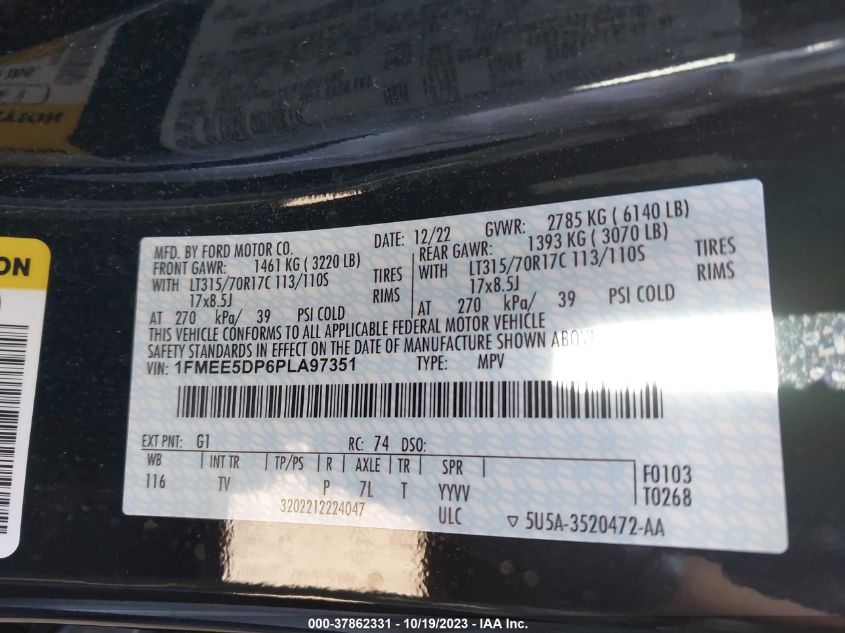 ION
MFD. BY FORD MOTOR CO.
DATE: 12/22 GVWR: 2785 KG ( 6140 LB)
FRONT GAWR: 1461 KG ( 3220 LB)
WITH LT315/70R17C 113/110S TIRES
17x8.5J RIMS
AT 270 kPa/ 39 PSI COLD
REAR GAWR: 1393 KG ( 3070 LB)
WITH LT315/70R17C 113/110S TIRES
17x8.5J RIMS
AT 270 kPa/ 39 PSI COLD
THIS VEHICLE CONFORMS TO ALL APPLICABLE FEDERAL MOTOR VEHICLE
SAFETY STANDARDS IN EFFECT ON THE DATE OF MANUFACTURE SHOWN ABOV
VIN: 1FMEE5DP6PLA97351 TYPE: MPV
EXT PNT: G1 RC: 74 DSO:
WB INT TR TP/PS R AXLE TR SPR
116 TV P 7L T YYVV
F0103
T0268
3202212224047 ULC
▽ 5U5A-3520472-AA
000-37862331 - 10/19/2023 - IAA Inc.